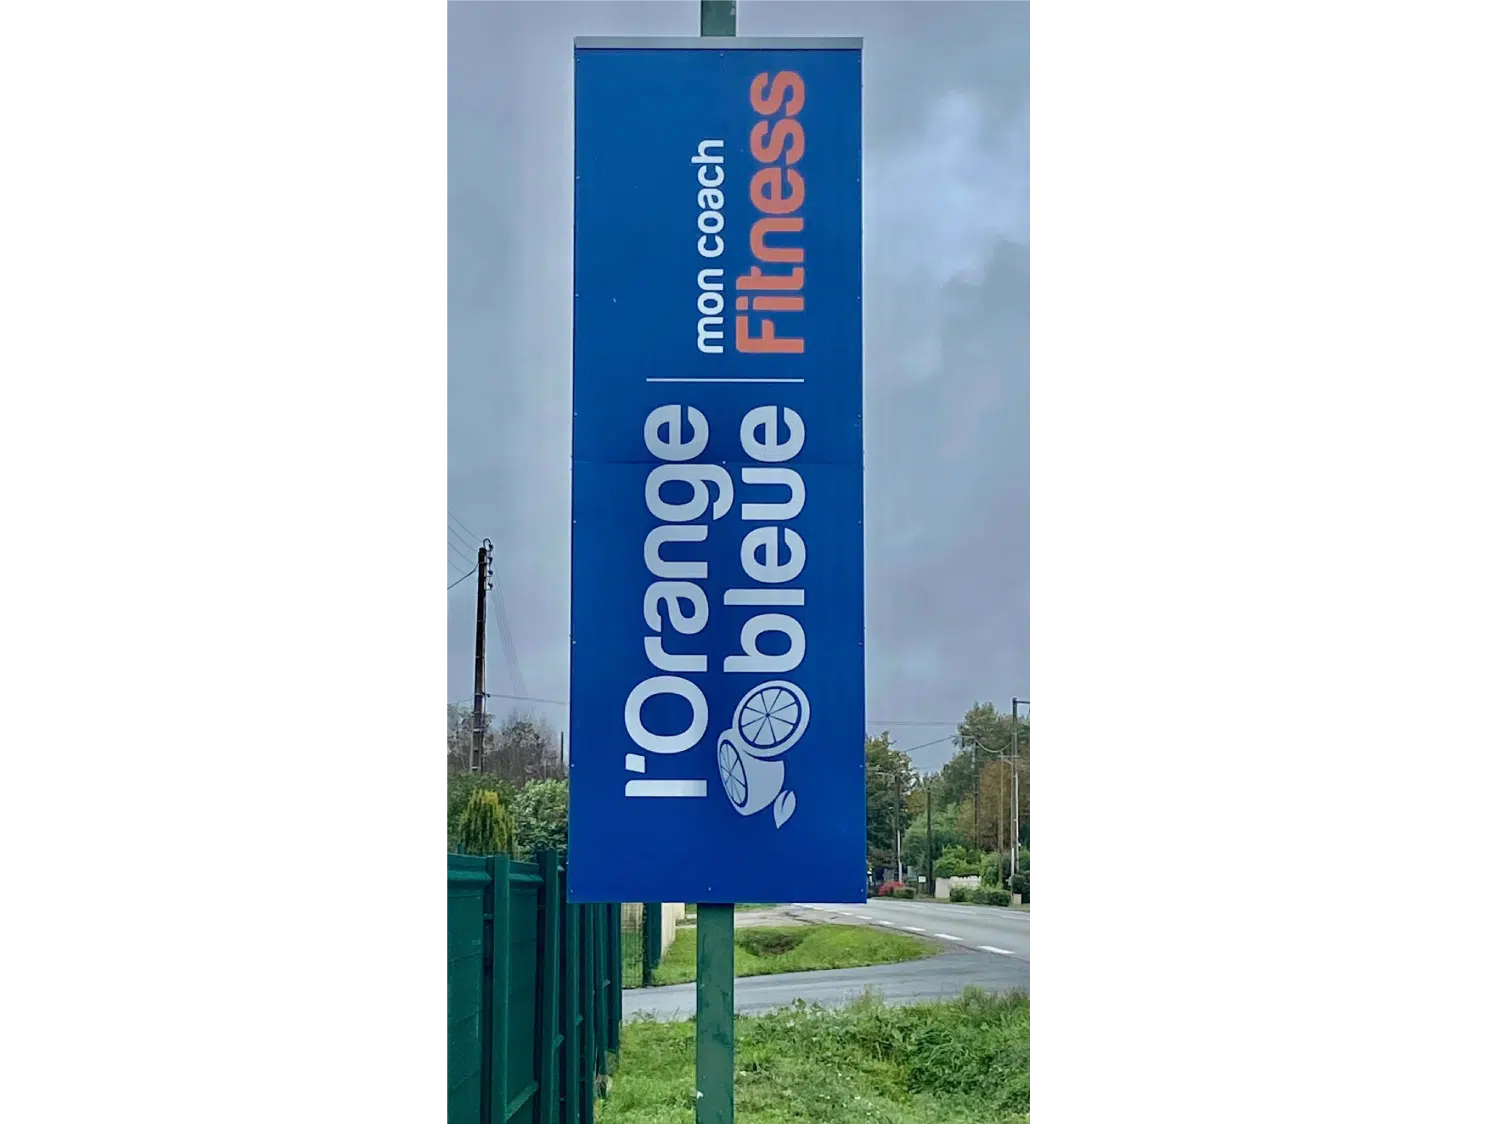 l'Orange
bleue
mon coach
Fitness